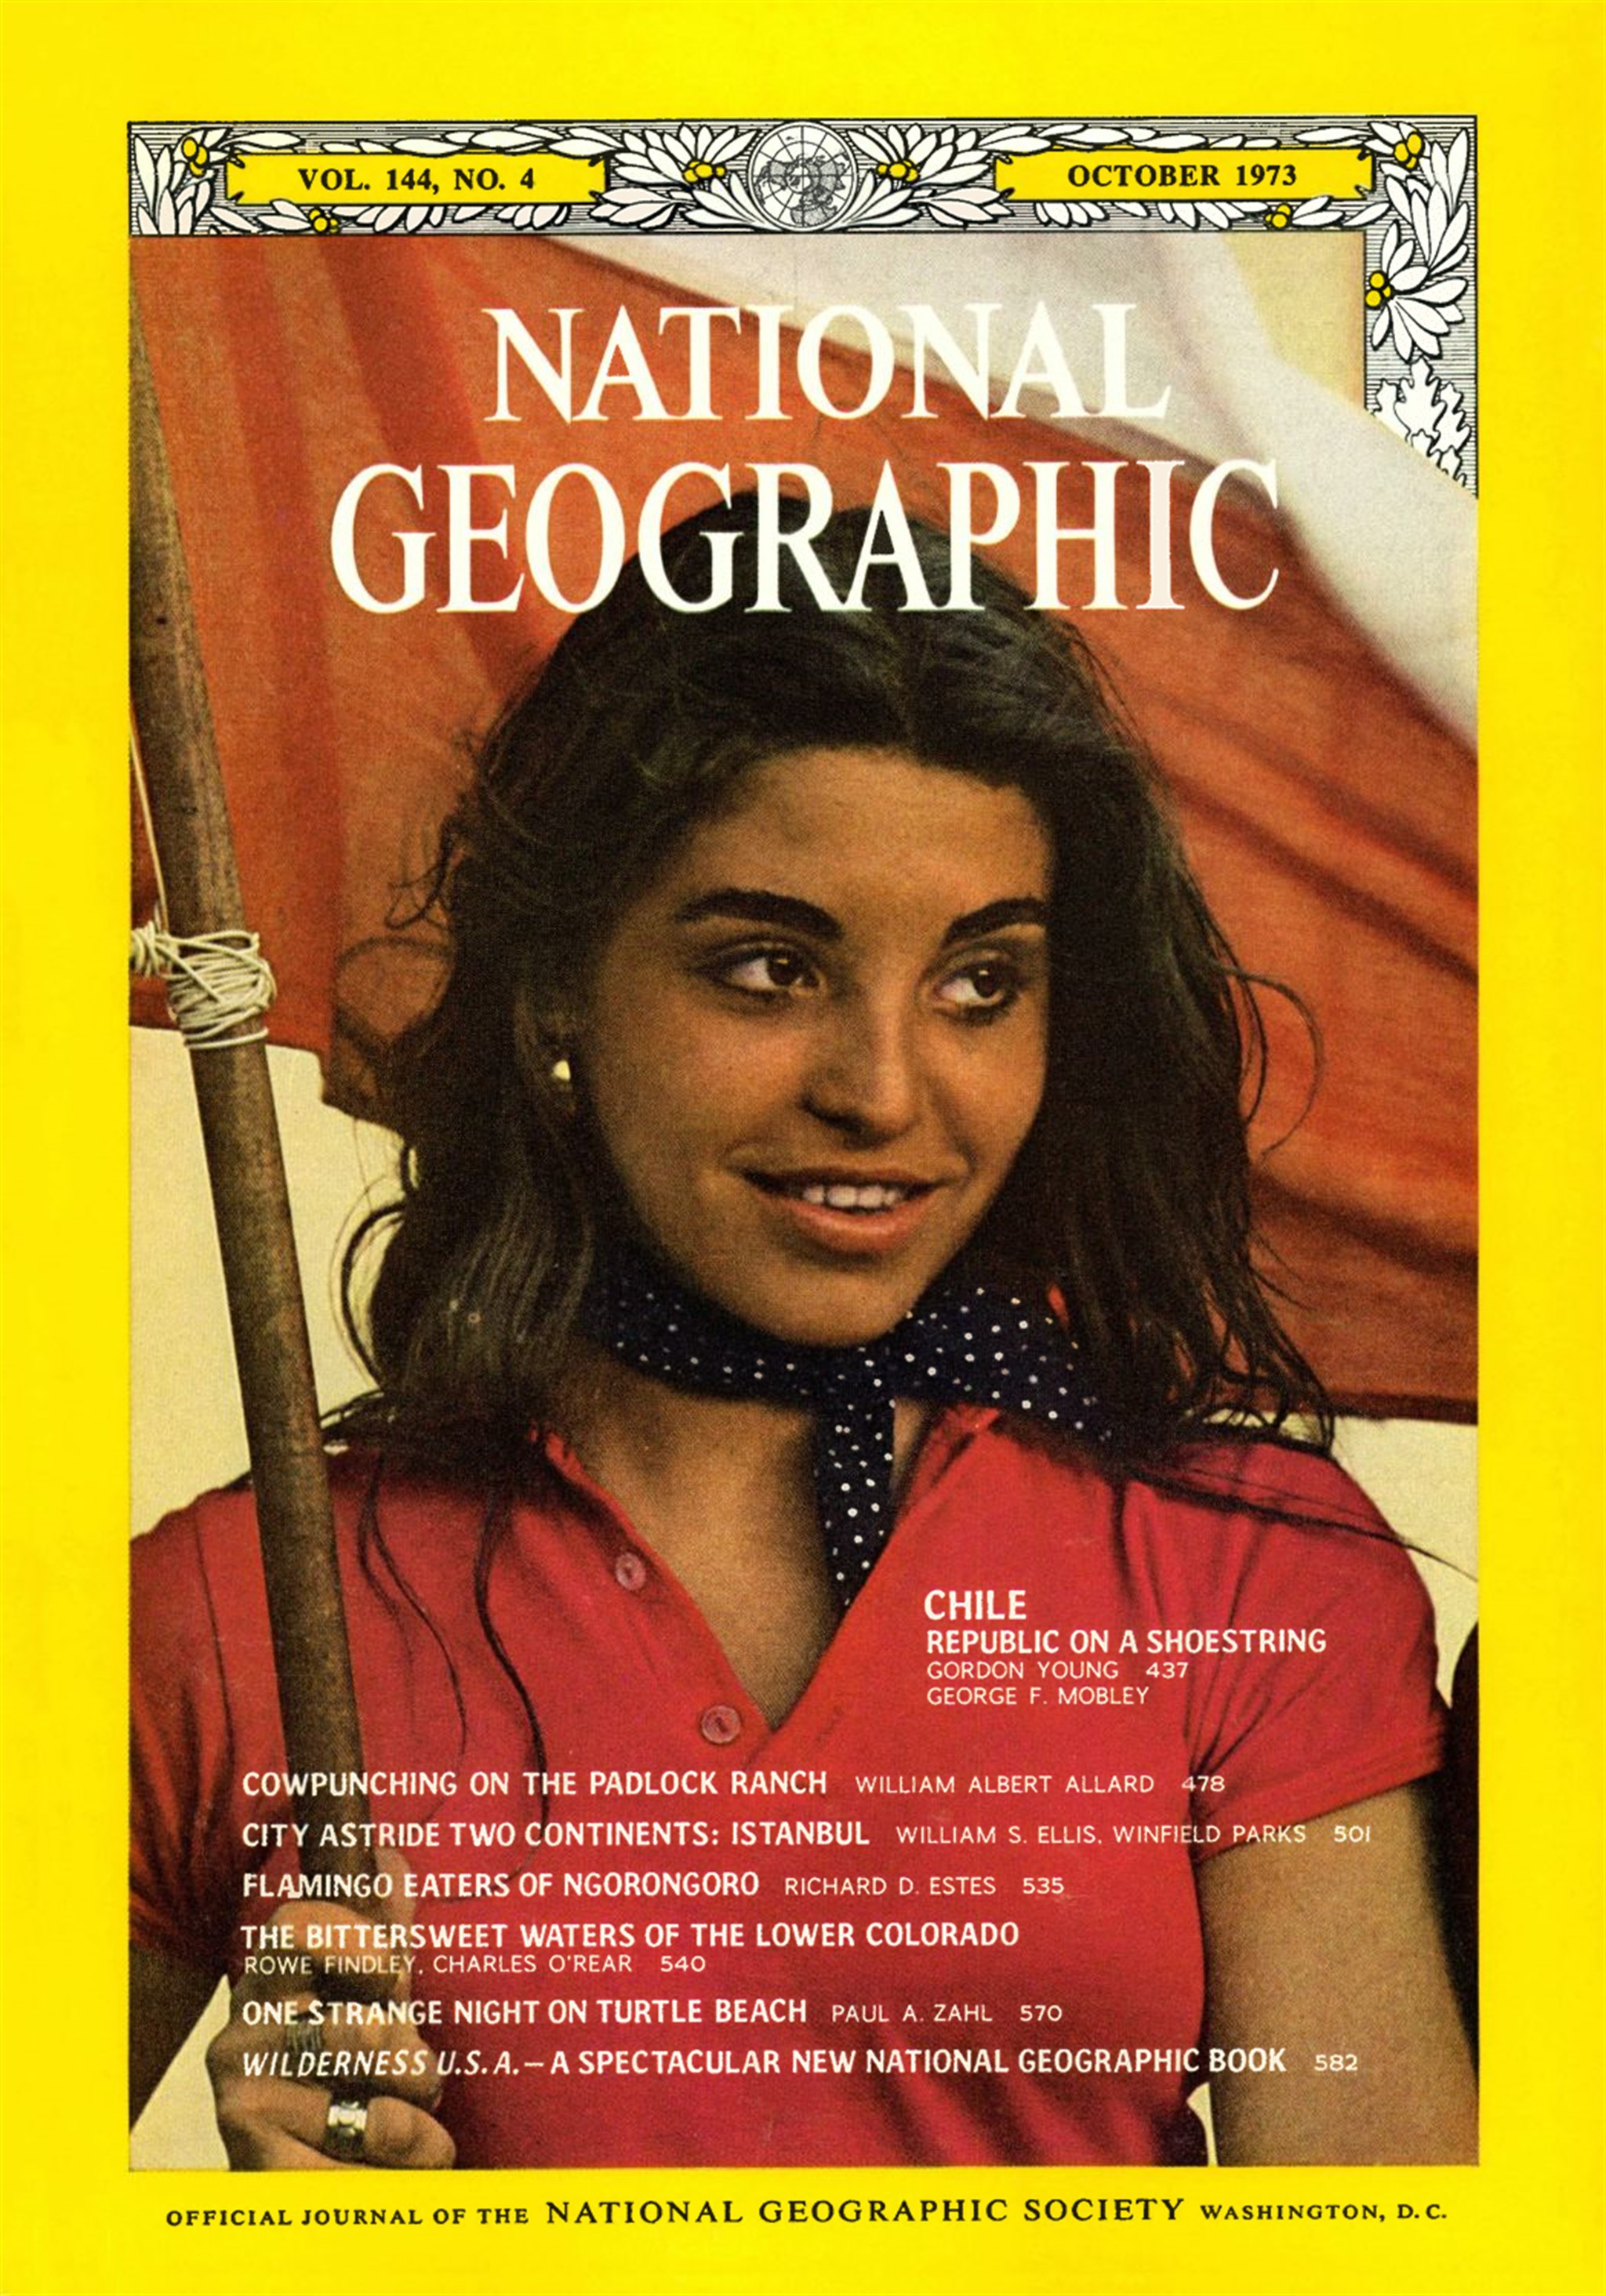 VOL. 144, NO. 4
OCTOBER 1973
NATIONAL
GEOGRAPHIC
CHILE
REPUBLIC ON A SHOESTRING
GORDON YOUNG 437
GEORGE F. MOBLEY
COWPUNCHING ON THE PADLOCK RANCH WILLIAM ALBERT ALLARD 478
CITY ASTRIDE TWO CONTINENTS: ISTANBUL WILLIAM S. ELLIS, WINFIELD PARKS 501
FLAMINGO EATERS OF NGORONGORO RICHARD D. ESTES 535
THE BITTERSWEET WATERS OF THE LOWER COLORADO
ROWE FINDLEY, CHARLES O'REAR 540
ONE STRANGE NIGHT ON TURTLE BEACH PAUL A. ZAHL 570
WILDERNESS U.S.A.—A SPECTACULAR NEW NATIONAL GEOGRAPHIC BOOK 582
OFFICIAL JOURNAL OF THE NATIONAL GEOGRAPHIC SOCIETY WASHINGTON, D.C.